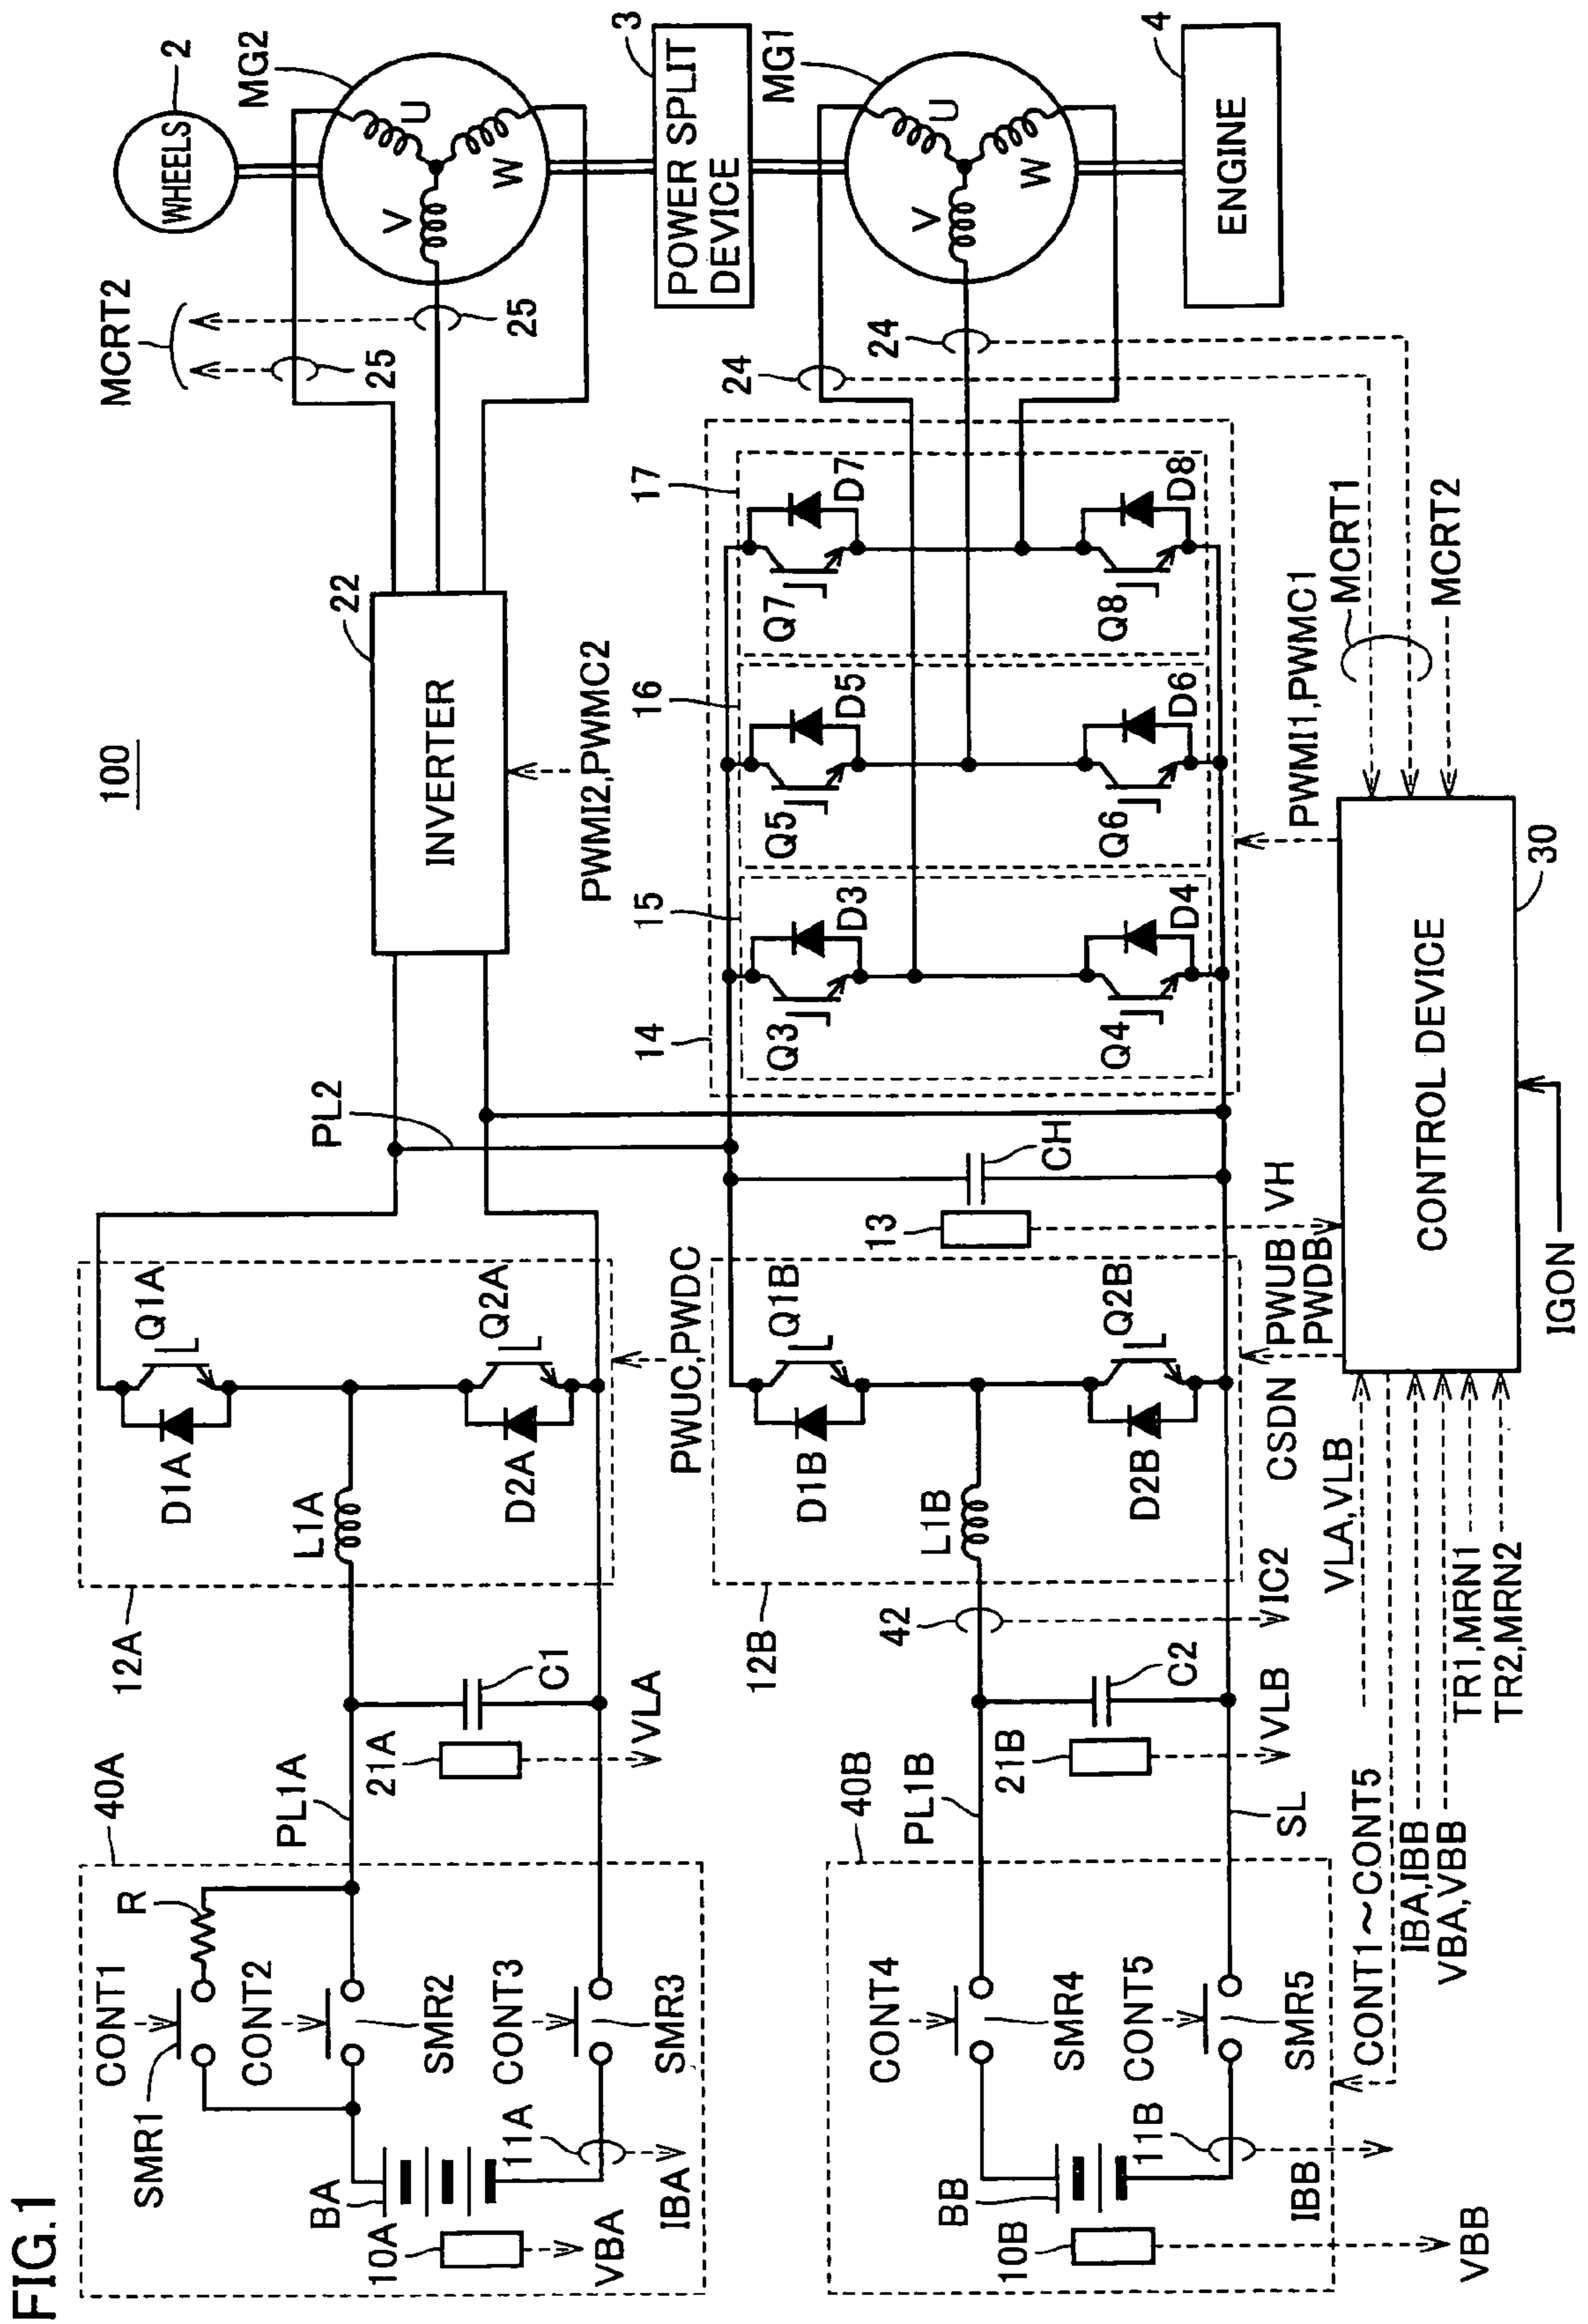 FIG.1
100
WHEELS
2
MG2
U
V
W
3
POWER SPLIT
DEVICE
MG1
U
V
W
4
ENGINE
MCRT2
25
25
24
24
22
INVERTER
PWMI2,PWMC2
PL2
14
15
16
17
Q3
D3
Q4
D4
Q5
D5
Q6
D6
Q7
D7
Q8
D8
PWMI1,PWMC1
MCRT1
MCRT2
CONTROL DEVICE
30
IGON
CH
13
VH
PWUB
CSDN PWDB
PWUC,PWDC
12A
Q1A
D1A
Q2A
D2A
L1A
12B
Q1B
D1B
Q2B
D2B
L1B
42
IC2
C1
21A
VLA
PL1A
C2
21B
VLB
PL1B
SL
40A
CONT1
R
SMR1
CONT2
SMR2
CONT3
SMR3
BA
10A
11A
VBA
IBA
40B
CONT4
SMR4
CONT5
SMR5
BB
10B
11B
IBB
VBB
VLA,VLB
CONT1~CONT5
IBA,IBB
VBA,VBB
TR1,MRN1
TR2,MRN2